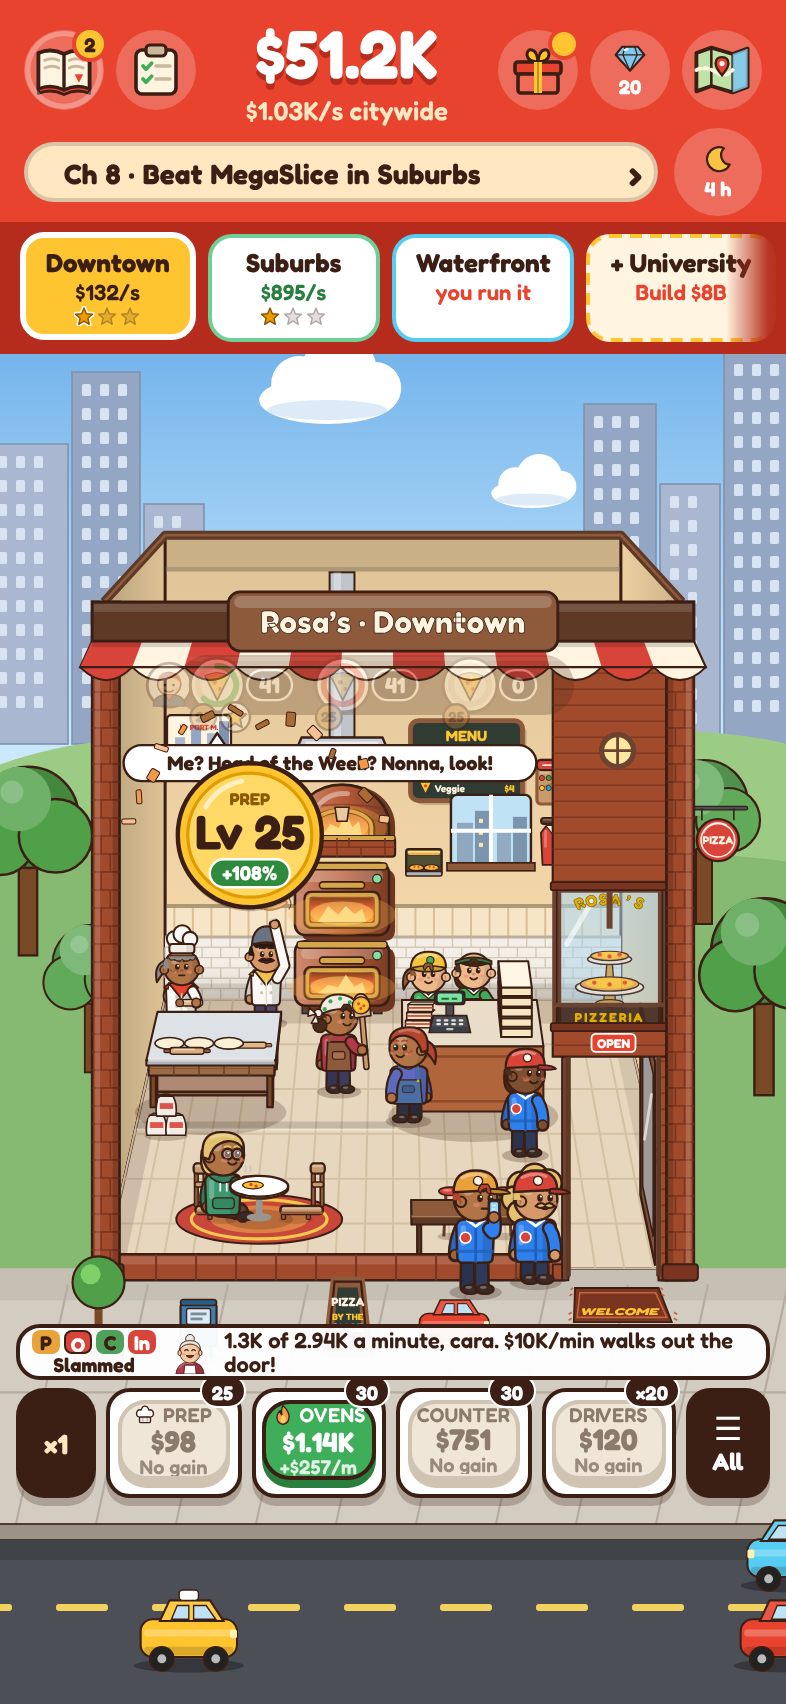 2
$51.2K
$1.03K/s citywide
20
Ch 8 · Beat MegaSlice in Suburbs
4 h
Downtown
$132/s
Suburbs
$895/s
Waterfront
you run it
+ University
Build $8B
Rosa's · Downtown
41
41
0
25
25
MENU
Me? Head of the Week? Nonna, look!
Veggie $4
PREP
Lv 25
+108%
PIZZA
ROSA'S
PIZZERIA
OPEN
PIZZA
BY THE
WELCOME
P O C In
Slammed
1.3K of 2.94K a minute, cara. $10K/min walks out the
door!
x1
25
PREP
$98
No gain
30
OVENS
$1.14K
+$257/m
30
COUNTER
$751
No gain
x20
DRIVERS
$120
No gain
All